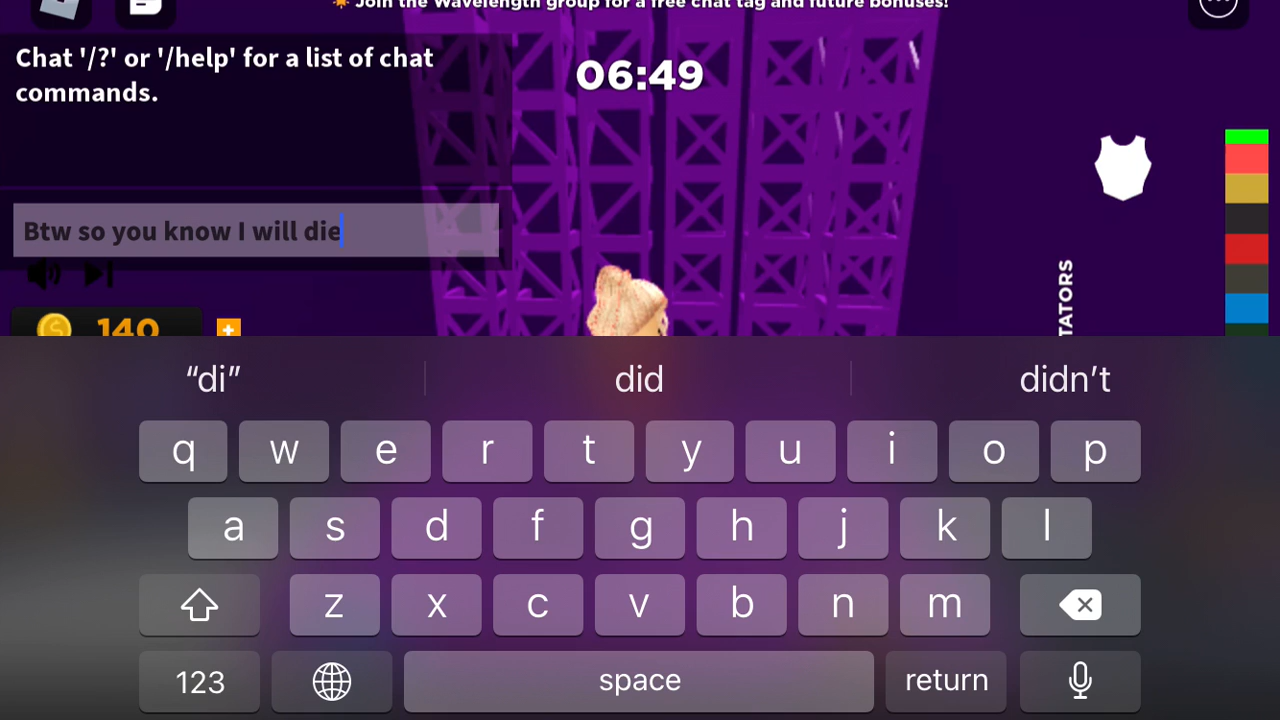 ☀️ Join the Wavelength group for a free chat tag and future bonuses!
Chat '/?' or '/help' for a list of chat
commands.
06:49
Btw so you know I will die
140
+
TATORS
“di” did didn’t
q w e r t y u i o p
a s d f g h j k l
z x c v b n m
123 space return